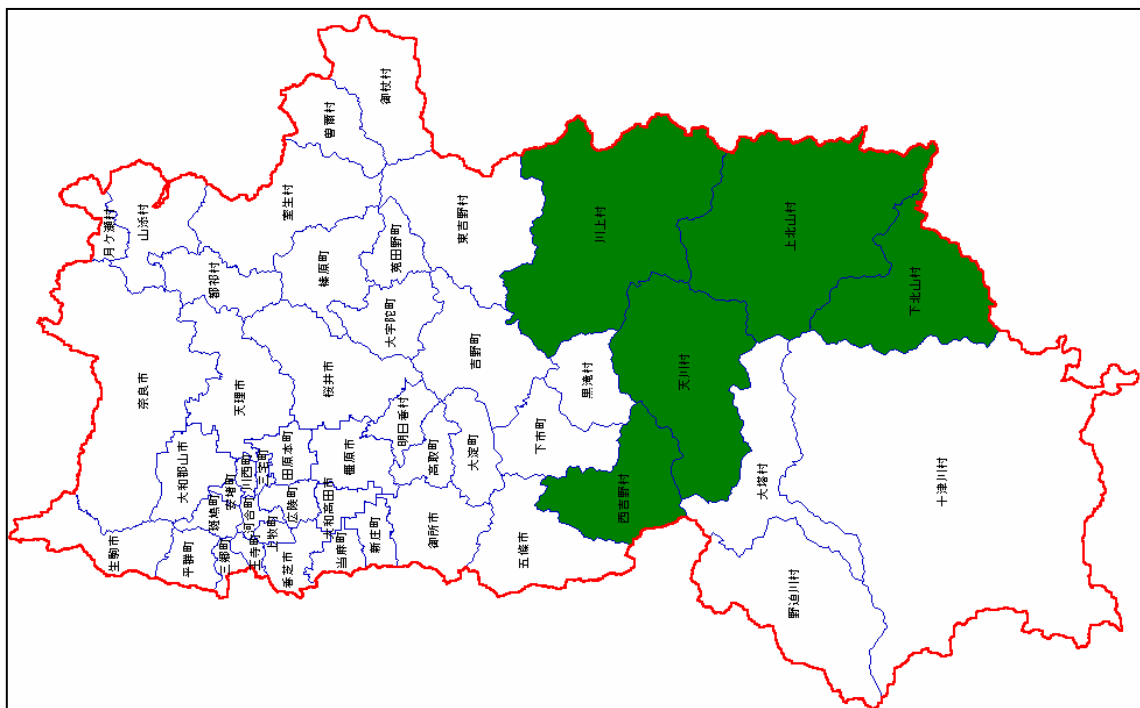 御杖村
曽爾村
月ケ瀬村
山添村
室生村
東吉野村
都祁村
榛原町
菟田野町
川上村
上北山村
下北山村
奈良市
天理市
桜井市
大宇陀町
吉野町
黒滝村
天川村
大和郡山市
斑鳩町
安堵町
川西町
三宅町
田原本町
橿原市
明日香村
高取町
大淀町
下市町
西吉野村
大塔村
十津川村
生駒市
平群町
三郷町
王寺町
河合町
上牧町
広陵町
香芝市
大和高田市
当麻町
新庄町
御所市
五條市
野迫川村